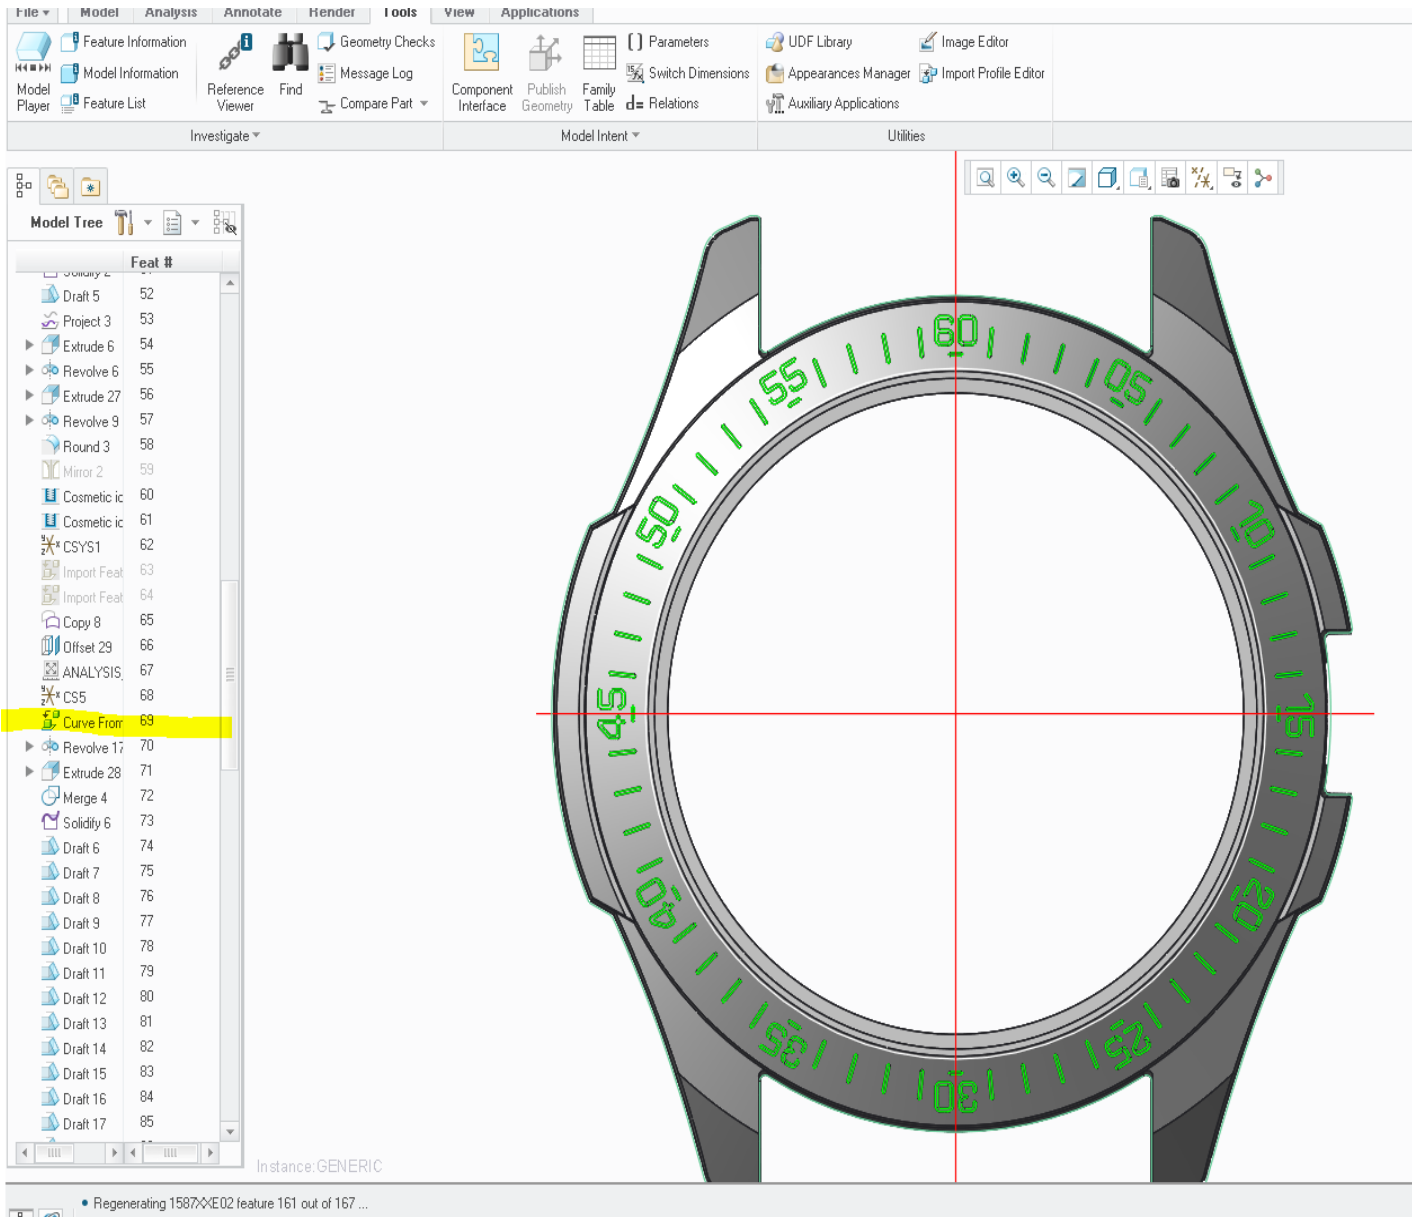 File Model Analysis Annotate Render Tools View Applications
Feature Information Geometry Checks Parameters UDF Library Image Editor
Model Information Message Log Switch Dimensions Appearances Manager Import Profile Editor
Model Player Feature List Reference Viewer Find Compare Part Component Interface Publish Geometry Family Table d= Relations Auxiliary Applications
Investigate Model Intent Utilities
Model Tree
Feat #
Solidify 2
Draft 5 52
Project 3 53
Extrude 6 54
Revolve 6 55
Extrude 27 56
Revolve 9 57
Round 3 58
Mirror 2 59
Cosmetic ic 60
Cosmetic ic 61
CSYS1 62
Import Feat 63
Import Feat 64
Copy 8 65
Offset 29 66
ANALYSIS_ 67
CS5 68
Curve From 69
Revolve 17 70
Extrude 28 71
Merge 4 72
Solidify 6 73
Draft 6 74
Draft 7 75
Draft 8 76
Draft 9 77
Draft 10 78
Draft 11 79
Draft 12 80
Draft 13 81
Draft 14 82
Draft 15 83
Draft 16 84
Draft 17 85
60
05
10
15
20
25
30
35
40
45
50
55
Instance:GENERIC
• Regenerating 1587XXE02 feature 161 out of 167 ...